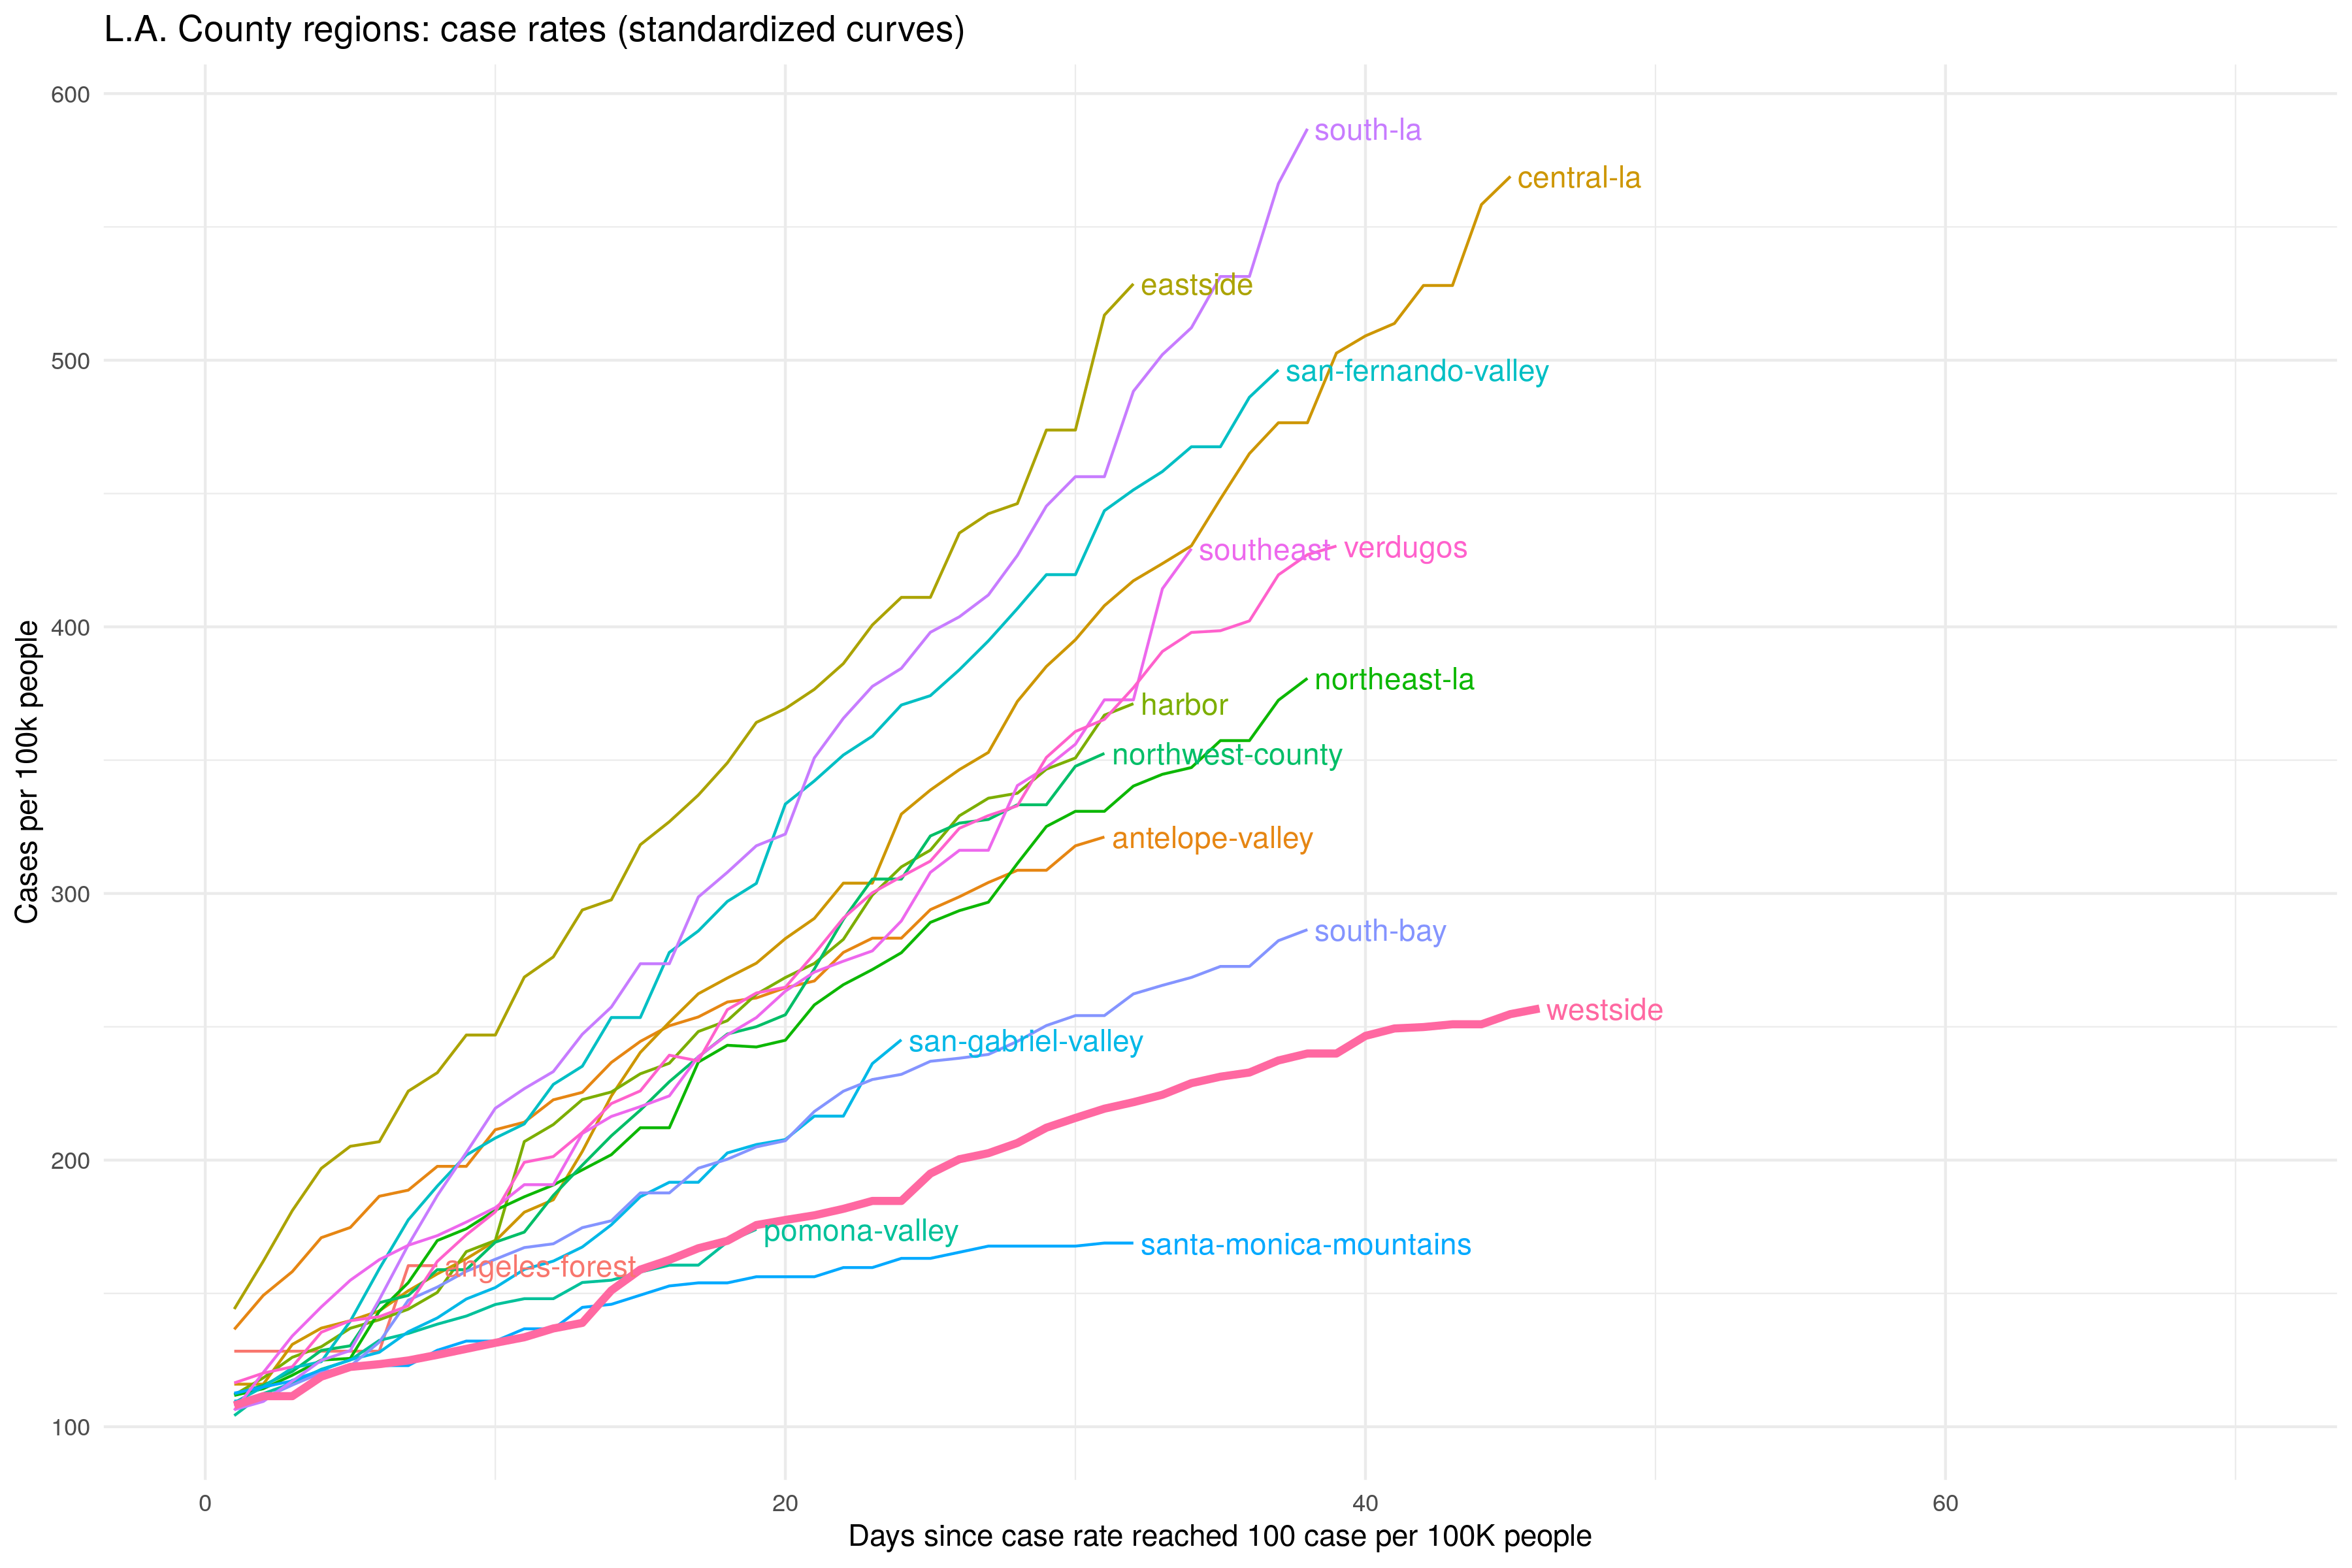 L.A. County regions: case rates (standardized curves)
600
500
400
300
200
100
Cases per 100k people
south-la
central-la
eastside
san-fernando-valley
southeast
verdugos
northeast-la
harbor
northwest-county
antelope-valley
south-bay
westside
san-gabriel-valley
pomona-valley
santa-monica-mountains
angeles-forest
0
20
40
60
Days since case rate reached 100 case per 100K people